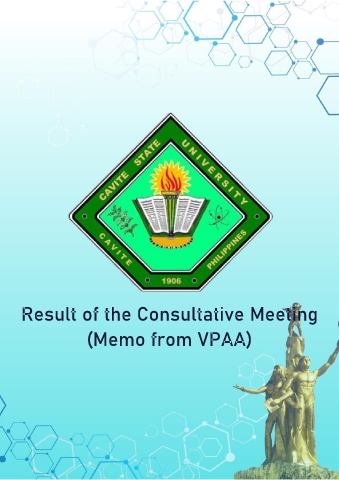 CAVITE STATE UNIVERSITY
CAVITE PHILIPPINES
1906
Result of the Consultative Meeting
(Memo from VPAA)